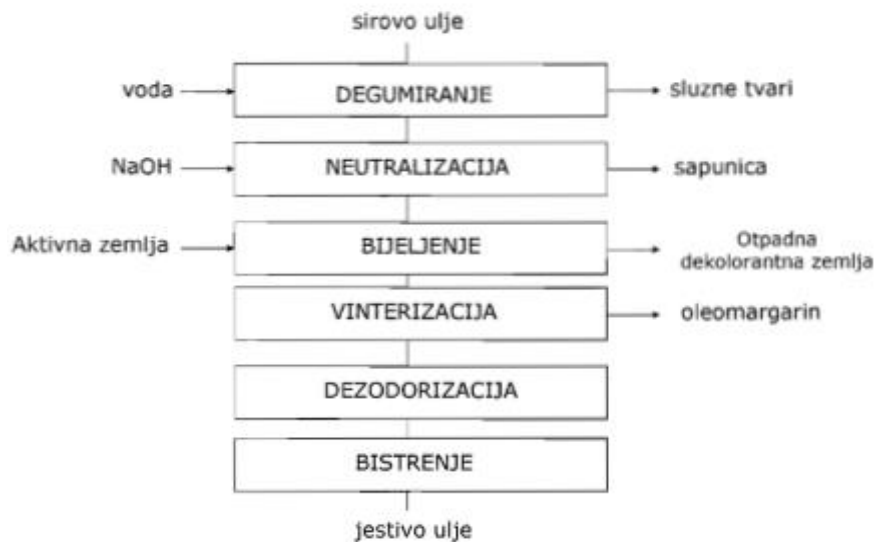 sirovo ulje
voda
DEGUMIRANJE
sluzne tvari
NaOH
NEUTRALIZACIJA
sapunica
Aktivna zemlja
BIJELJENJE
Otpadna
dekolorantna zemlja
VINTERIZACIJA
oleomargarin
DEZODORIZACIJA
BISTRENJE
jestivo ulje